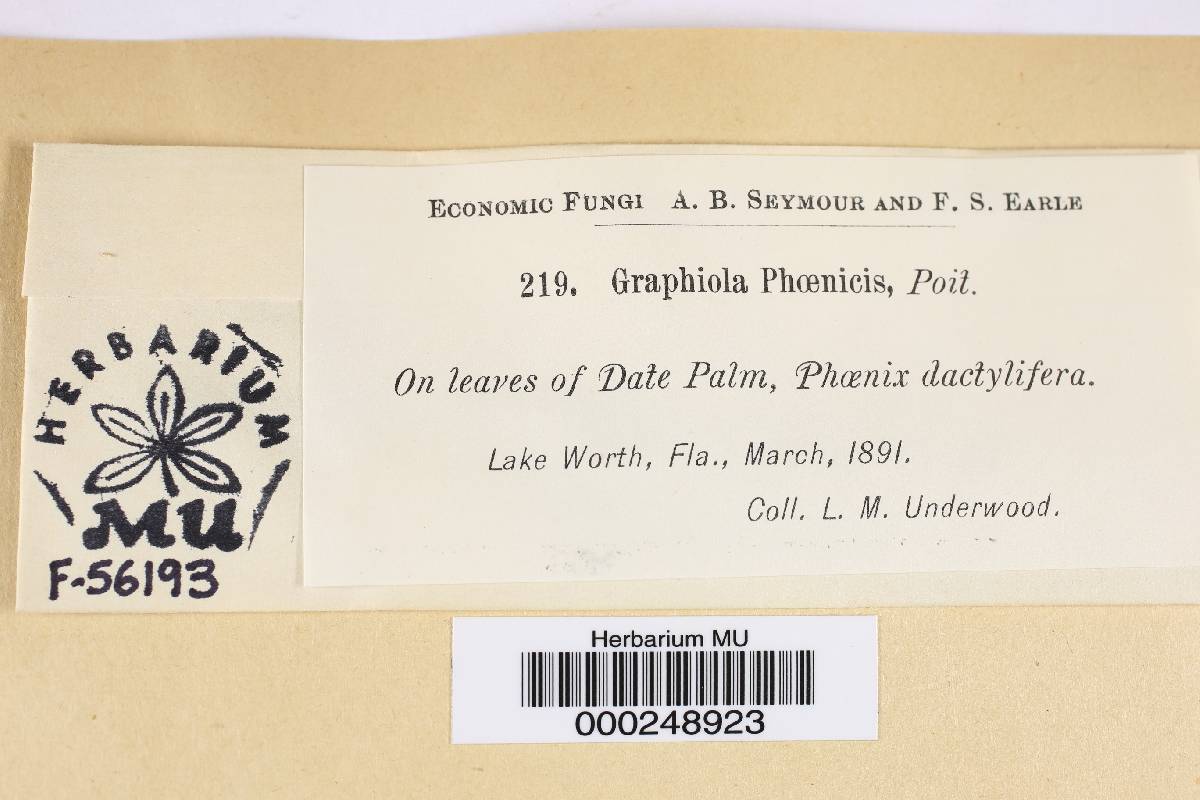 ECONOMIC FUNGI A. B. SEYMOUR AND F. S. EARLE
219. Graphiola Phœnicis, Poit.
On leaves of Date Palm, Phœnix dactylifera.
Lake Worth, Fla., March, 1891.
Coll. L. M. Underwood.
HERBARIUM
MU
F-56193
Herbarium MU
000248923